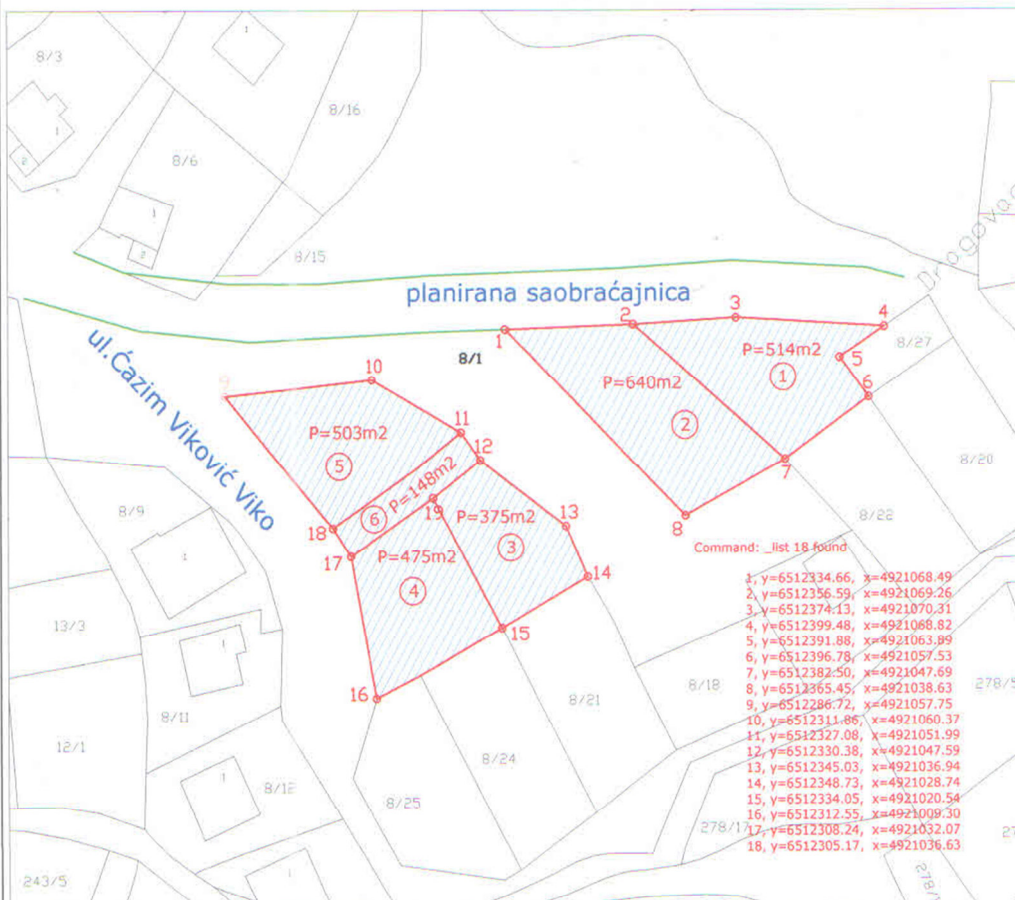 1
8/3
8/16
1
2
8/6
1
2
8/15
Drogovac
planirana saobraćajnica
1
2
3
4
8/1
P=514m2
5
8/27
1
ul.Ćazim Viković Viko
9
10
P=640m2
6
2
11
P=503m2
12
5
P=148m2
7
8/20
6
18
19
P=375m2
13
8
8/22
8/9
1
17
P=475m2
3
Command: _list 18 found
4
14
1, y=6512334.66, x=4921068.49
2, y=6512356.59, x=4921069.26
3, y=6512374.13, x=4921070.31
4, y=6512399.48, x=4921068.82
5, y=6512391.88, x=4921063.89
6, y=6512396.78, x=4921057.53
7, y=6512382.50, x=4921047.69
8, y=6512365.45, x=4921038.63
9, y=6512286.72, x=4921057.75
10, y=6512311.86, x=4921060.37
11, y=6512327.08, x=4921051.99
12, y=6512330.38, x=4921047.59
13, y=6512345.03, x=4921036.94
14, y=6512348.73, x=4921028.74
15, y=6512334.05, x=4921020.54
16, y=6512312.55, x=4921009.30
17, y=6512308.24, x=4921032.07
18, y=6512305.17, x=4921036.63
13/3
1
15
16
8/21
8/18
278/5
8/11
12/1
8/24
1
8/12
8/25
278/17
243/5
1
278/